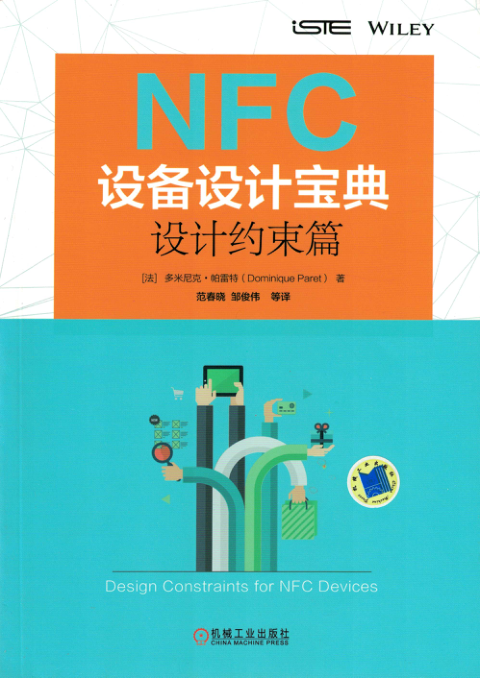 iSTE WILEY
NFC
设备设计宝典
设计约束篇
[法] 多米尼克·帕雷特（Dominique Paret）著
范春晓 邹俊伟 等译
Design Constraints for NFC Devices
机械工业出版社
CHINA MACHINE PRESS